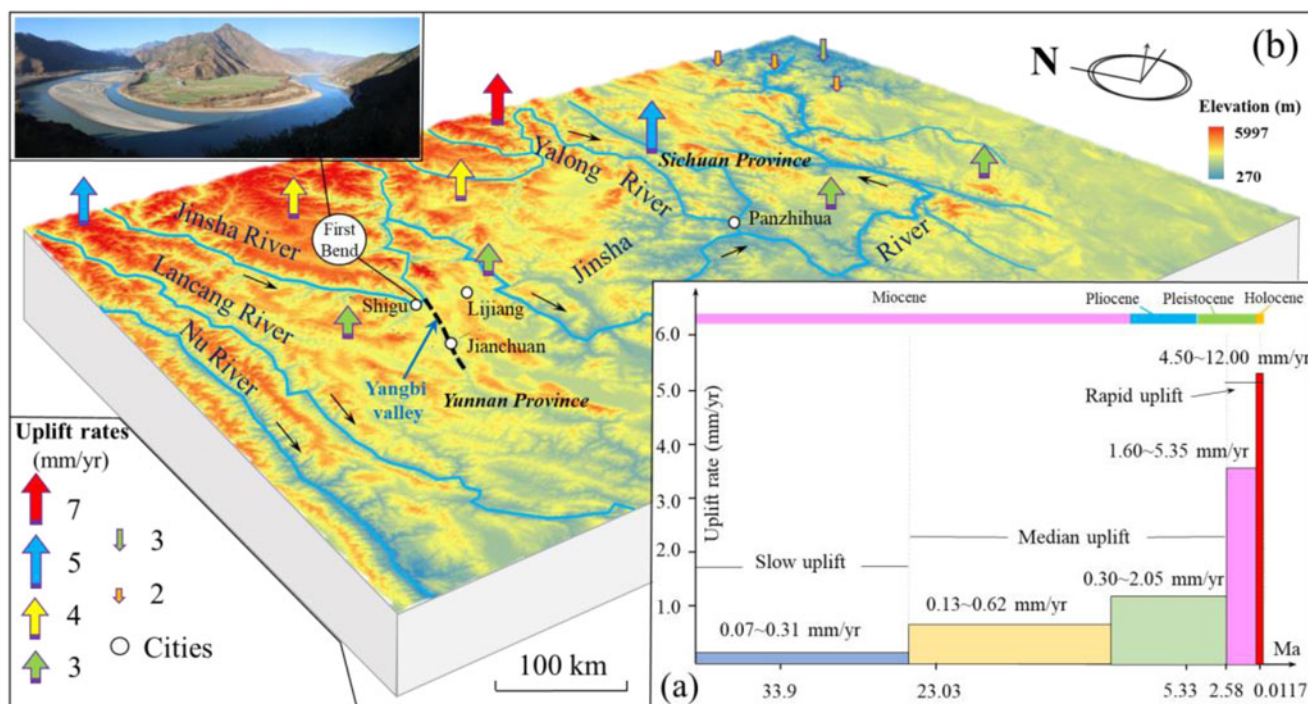 (b)
N
Elevation (m)
5997
270
Yalong
River
Sichuan Province
Panzhihua
Jinsha River
First
Bend
Jinsha
River
Lancang River
Shigu
Lijiang
Nu River
Jianchuan
Yangbi
valley
Yunnan Province
Uplift rates
(mm/yr)
7
5
4
3
3
2
Cities
100 km
(a)
Miocene
Pliocene
Pleistocene
Holocene
Uplift rate (mm/yr)
6.0
5.0
4.0
3.0
2.0
1.0
4.50~12.00 mm/yr
Rapid uplift
1.60~5.35 mm/yr
Median uplift
Slow uplift
0.30~2.05 mm/yr
0.13~0.62 mm/yr
0.07~0.31 mm/yr
Ma
33.9
23.03
5.33
2.58
0.0117